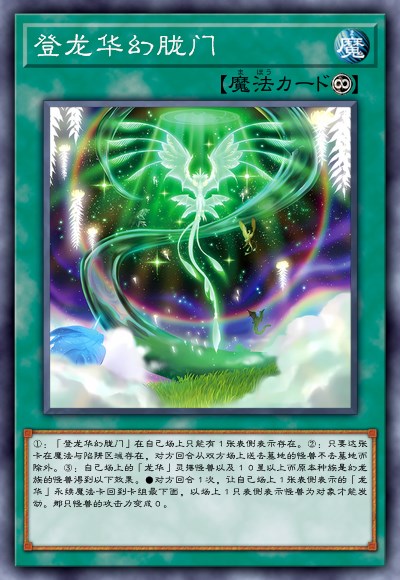 登龙华幻胧门
魔
【魔法カード】
まほう
①：「登龙华幻胧门」在自己场上只能有1张表侧表示存在。②：只要这张
卡在魔法与陷阱区域存在，对方回合从双方场上送去墓地的怪兽不去墓地而
除外。③：自己场上的「龙华」灵摆怪兽以及10星以上而原本种族是幻龙
族的怪兽得到以下效果。●对方回合1次，让自己场上1张表侧表示的「龙
华」永续魔法卡回到卡组最下面，以场上1只表侧表示怪兽为对象才能发
动。那只怪兽的攻击力变成0。